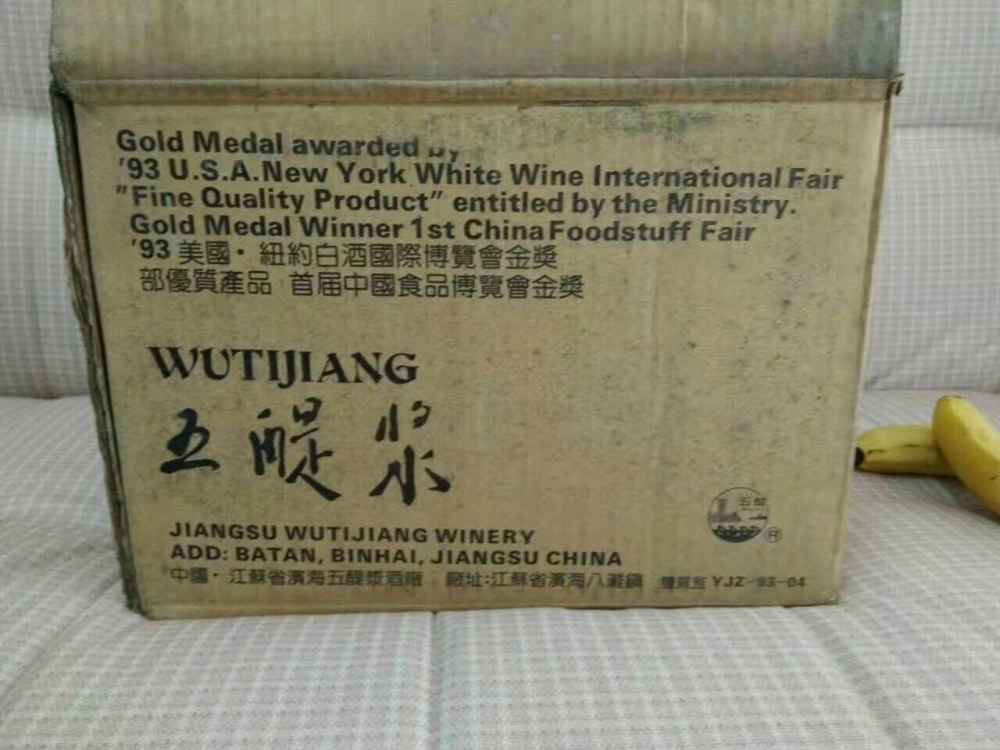 Gold Medal awarded by
'93 U.S.A.New York White Wine International Fair
"Fine Quality Product" entitled by the Ministry.
Gold Medal Winner 1st China Foodstuff Fair
'93 美國·紐約白酒國際博覽會金獎
部優質產品 首届中國食品博覽會金獎
WUTIJIANG
五醍漿
五醍
JIANGSU WUTIJIANG WINERY
ADD: BATAN, BINHAI, JIANGSU CHINA
中國·江蘇省濱海五醍漿酒廠 廠址:江蘇省濱海八灘鎮 YJZ-93-04